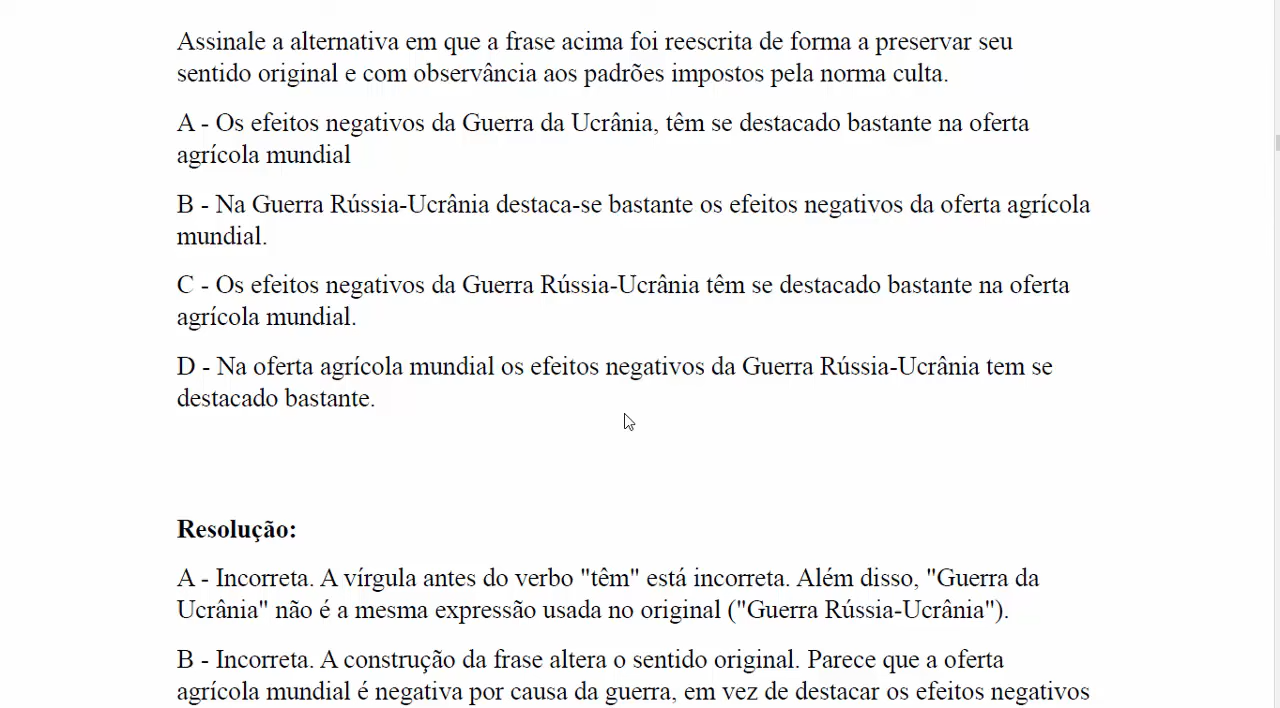 Assinale a alternativa em que a frase acima foi reescrita de forma a preservar seu
sentido original e com observância aos padrões impostos pela norma culta.
A - Os efeitos negativos da Guerra da Ucrânia, têm se destacado bastante na oferta
agrícola mundial
B - Na Guerra Rússia-Ucrânia destaca-se bastante os efeitos negativos da oferta agrícola
mundial.
C - Os efeitos negativos da Guerra Rússia-Ucrânia têm se destacado bastante na oferta
agrícola mundial.
D - Na oferta agrícola mundial os efeitos negativos da Guerra Rússia-Ucrânia tem se
destacado bastante.
Resolução:
A - Incorreta. A vírgula antes do verbo "têm" está incorreta. Além disso, "Guerra da
Ucrânia" não é a mesma expressão usada no original ("Guerra Rússia-Ucrânia").
B - Incorreta. A construção da frase altera o sentido original. Parece que a oferta
agrícola mundial é negativa por causa da guerra, em vez de destacar os efeitos negativos